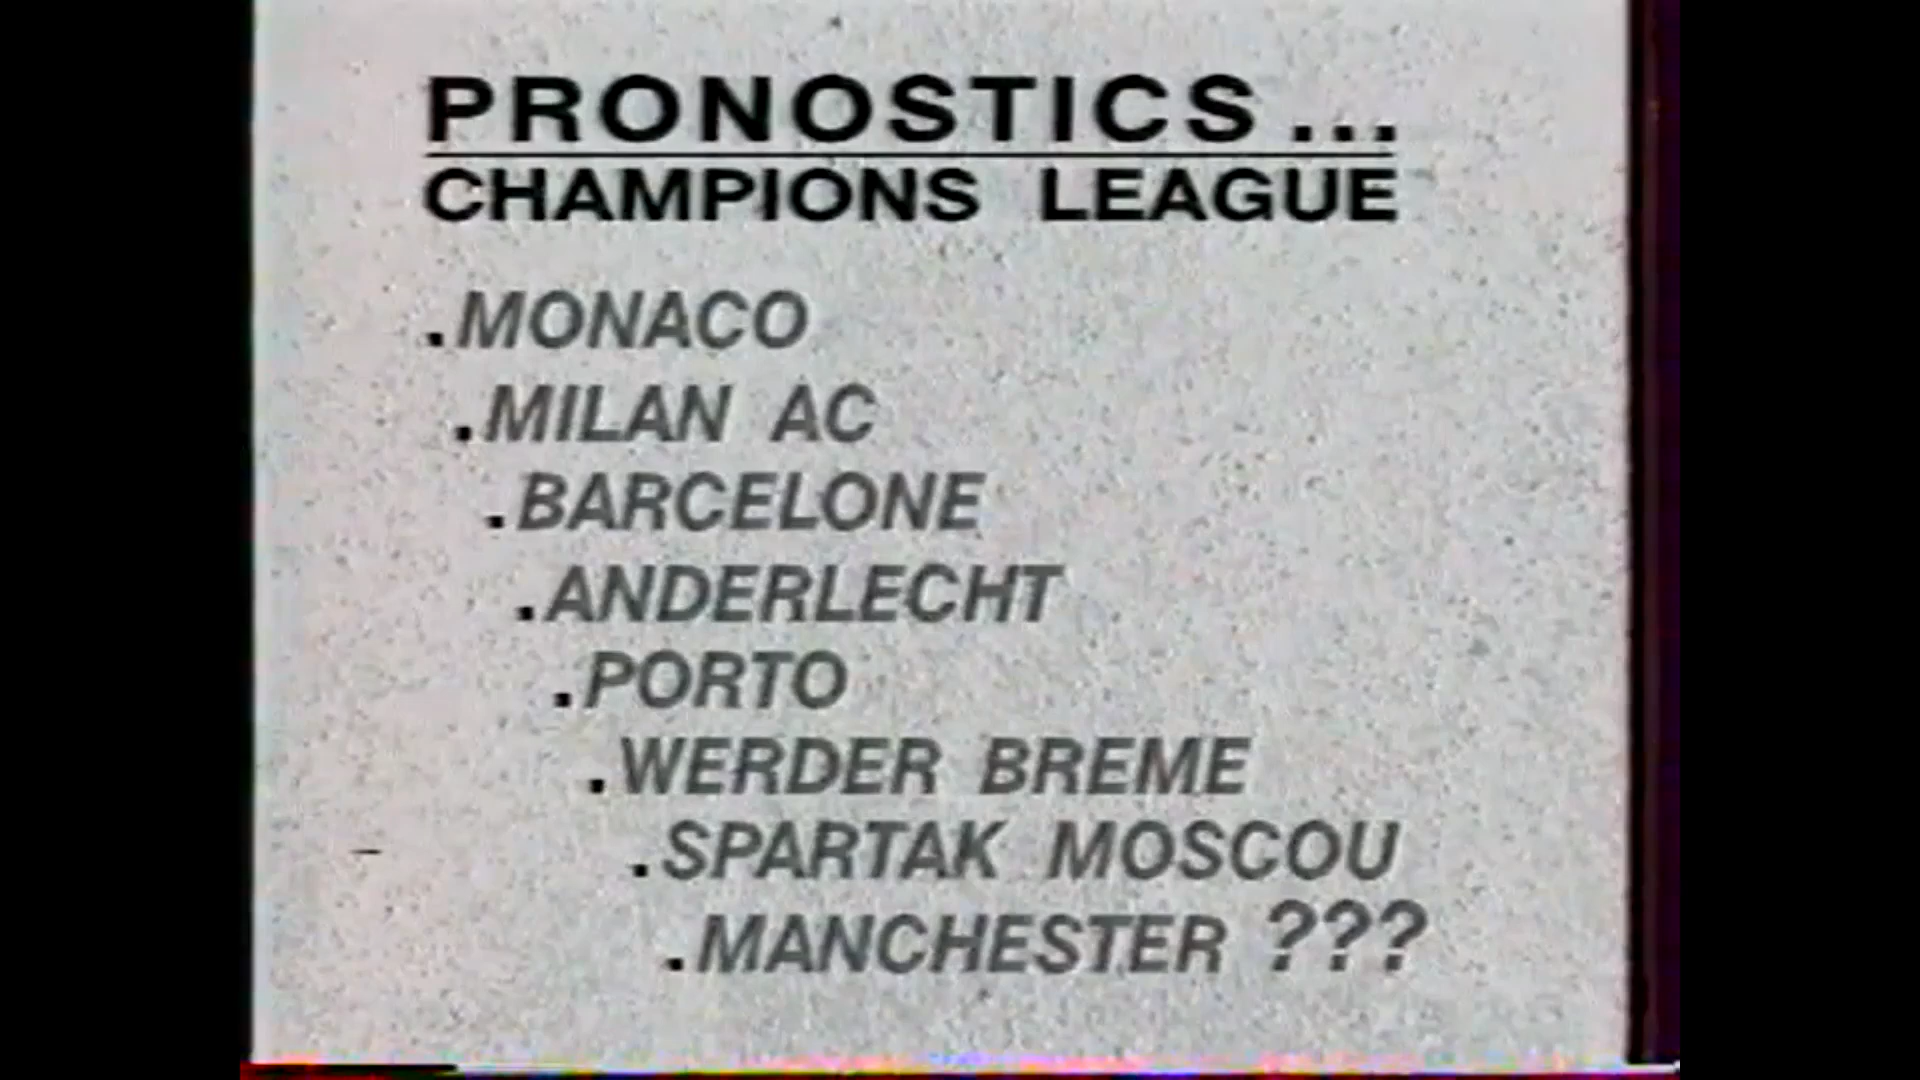 PRONOSTICS...
CHAMPIONS LEAGUE
.MONACO
.MILAN AC
.BARCELONE
.ANDERLECHT
.PORTO
.WERDER BREME
.SPARTAK MOSCOU
.MANCHESTER ???